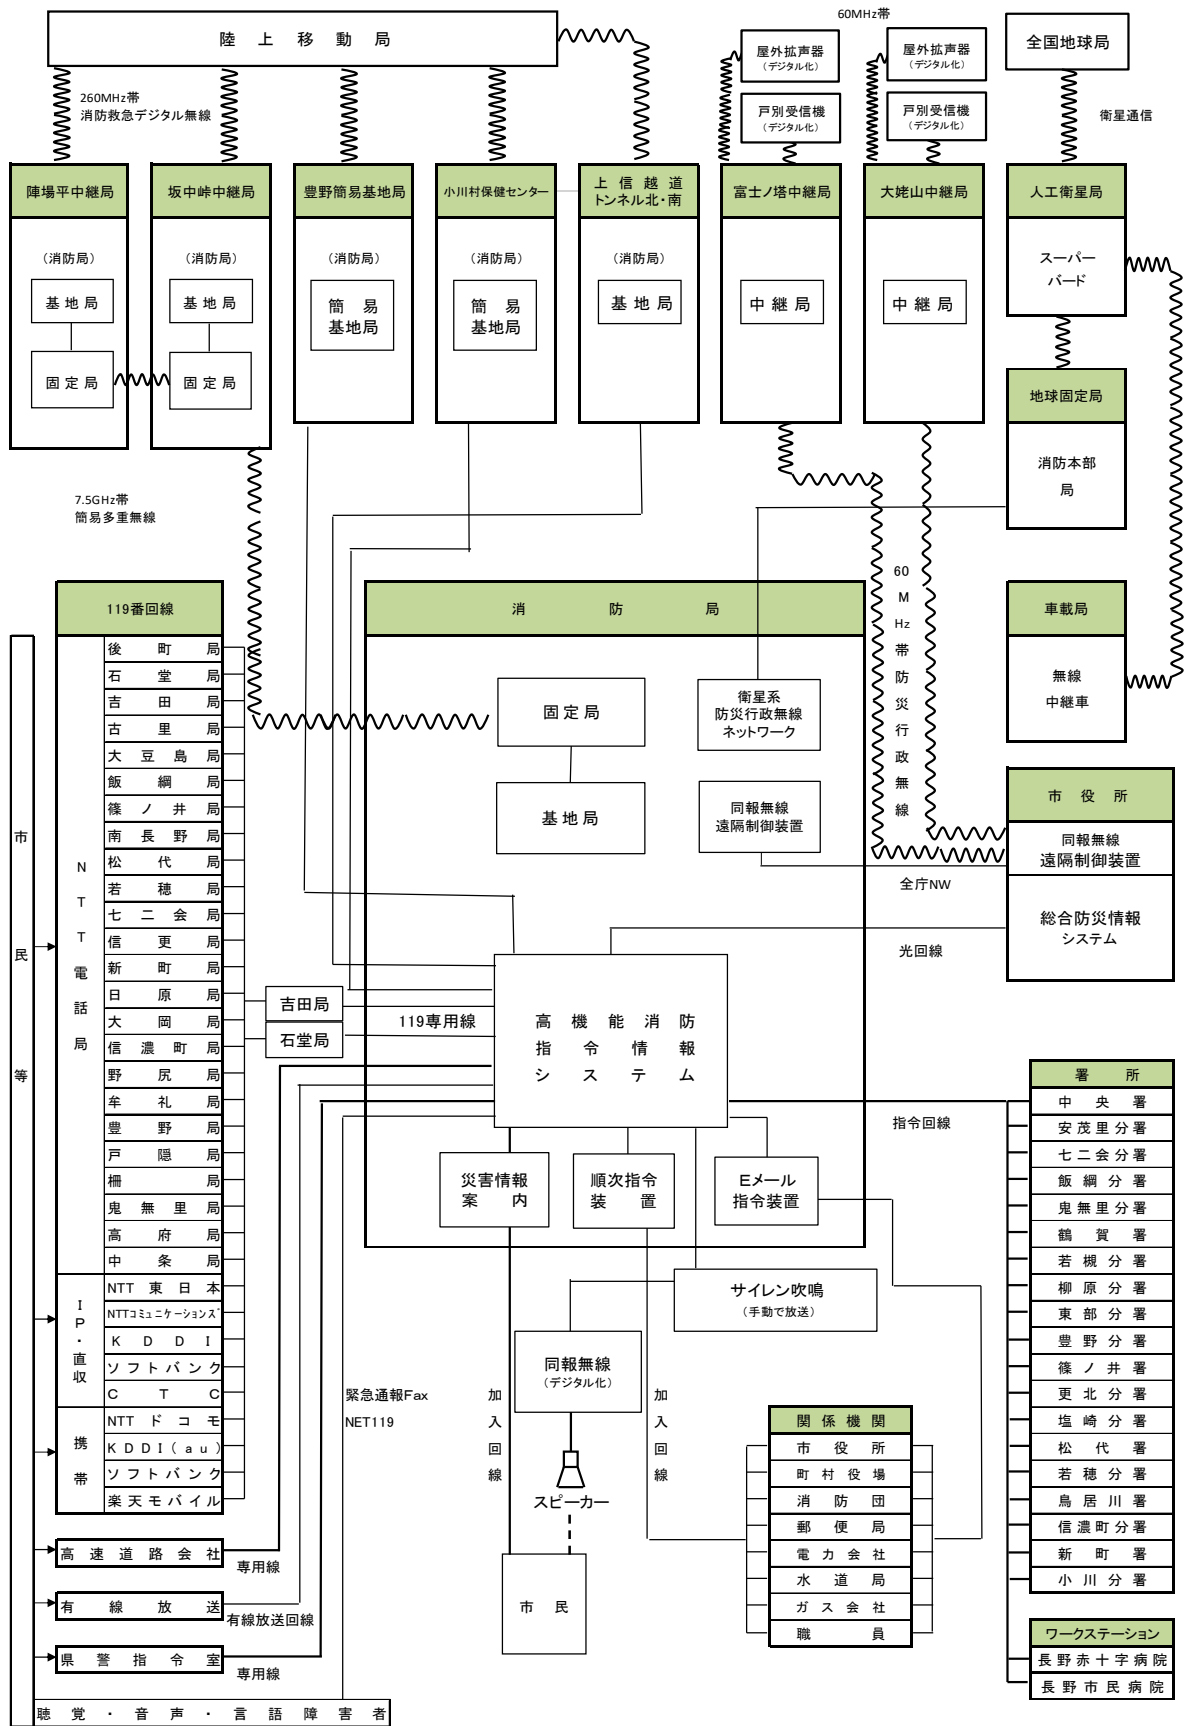 陸上移動局
60MHz帯
屋外拡声器
（デジタル化）
戸別受信機
（デジタル化）
屋外拡声器
（デジタル化）
戸別受信機
（デジタル化）
全国地球局
260MHz帯
消防救急デジタル無線
衛星通信
陣場平中継局
（消防局）
基地局
固定局
坂中峠中継局
（消防局）
基地局
固定局
豊野簡易基地局
（消防局）
簡易
基地局
小川村保健センター
（消防局）
簡易
基地局
上信越道
トンネル北・南
（消防局）
基地局
富士ノ塔中継局
中継局
大姥山中継局
中継局
人工衛星局
スーパー
バード
地球固定局
消防本部
局
7.5GHz帯
簡易多重無線
60MHz帯防災行政無線
車載局
無線
中継車
市民等
119番回線
NTT電話局
後町局
石堂局
吉田局
古里局
大豆島局
飯綱局
篠ノ井局
南長野局
松代局
若穂局
七二会局
信更局
新町局
日原局
大岡局
信濃町局
野尻局
牟礼局
豊野局
戸隠局
柵局
鬼無里局
高府局
中条局
IP・直収
NTT東日本
NTTコミュニケーションズ
KDDI
ソフトバンク
CTC
携帯
NTTドコモ
KDDI(au)
ソフトバンク
楽天モバイル
高速道路会社
専用線
有線放送
有線放送回線
県警指令室
専用線
聴覚・音声・言語障害者
吉田局
石堂局
消防局
固定局
基地局
衛星系
防災行政無線
ネットワーク
同報無線
遠隔制御装置
119専用線
高機能消防
指令情報
システム
災害情報
案内
順次指令
装置
Eメール
指令装置
市役所
同報無線
遠隔制御装置
総合防災情報
システム
全庁NW
光回線
指令回線
サイレン吹鳴
（手動で放送）
同報無線
（デジタル化）
緊急通報Fax
NET119
加入回線
加入回線
スピーカー
市民
関係機関
市役所
町村役場
消防団
郵便局
電力会社
水道局
ガス会社
職員
署所
中央署
安茂里分署
七二会分署
飯綱分署
鬼無里分署
鶴賀署
若槻分署
柳原分署
東部分署
豊野分署
篠ノ井署
更北分署
塩崎分署
松代署
若穂分署
鳥居川署
信濃町分署
新町署
小川分署
ワークステーション
長野赤十字病院
長野市民病院